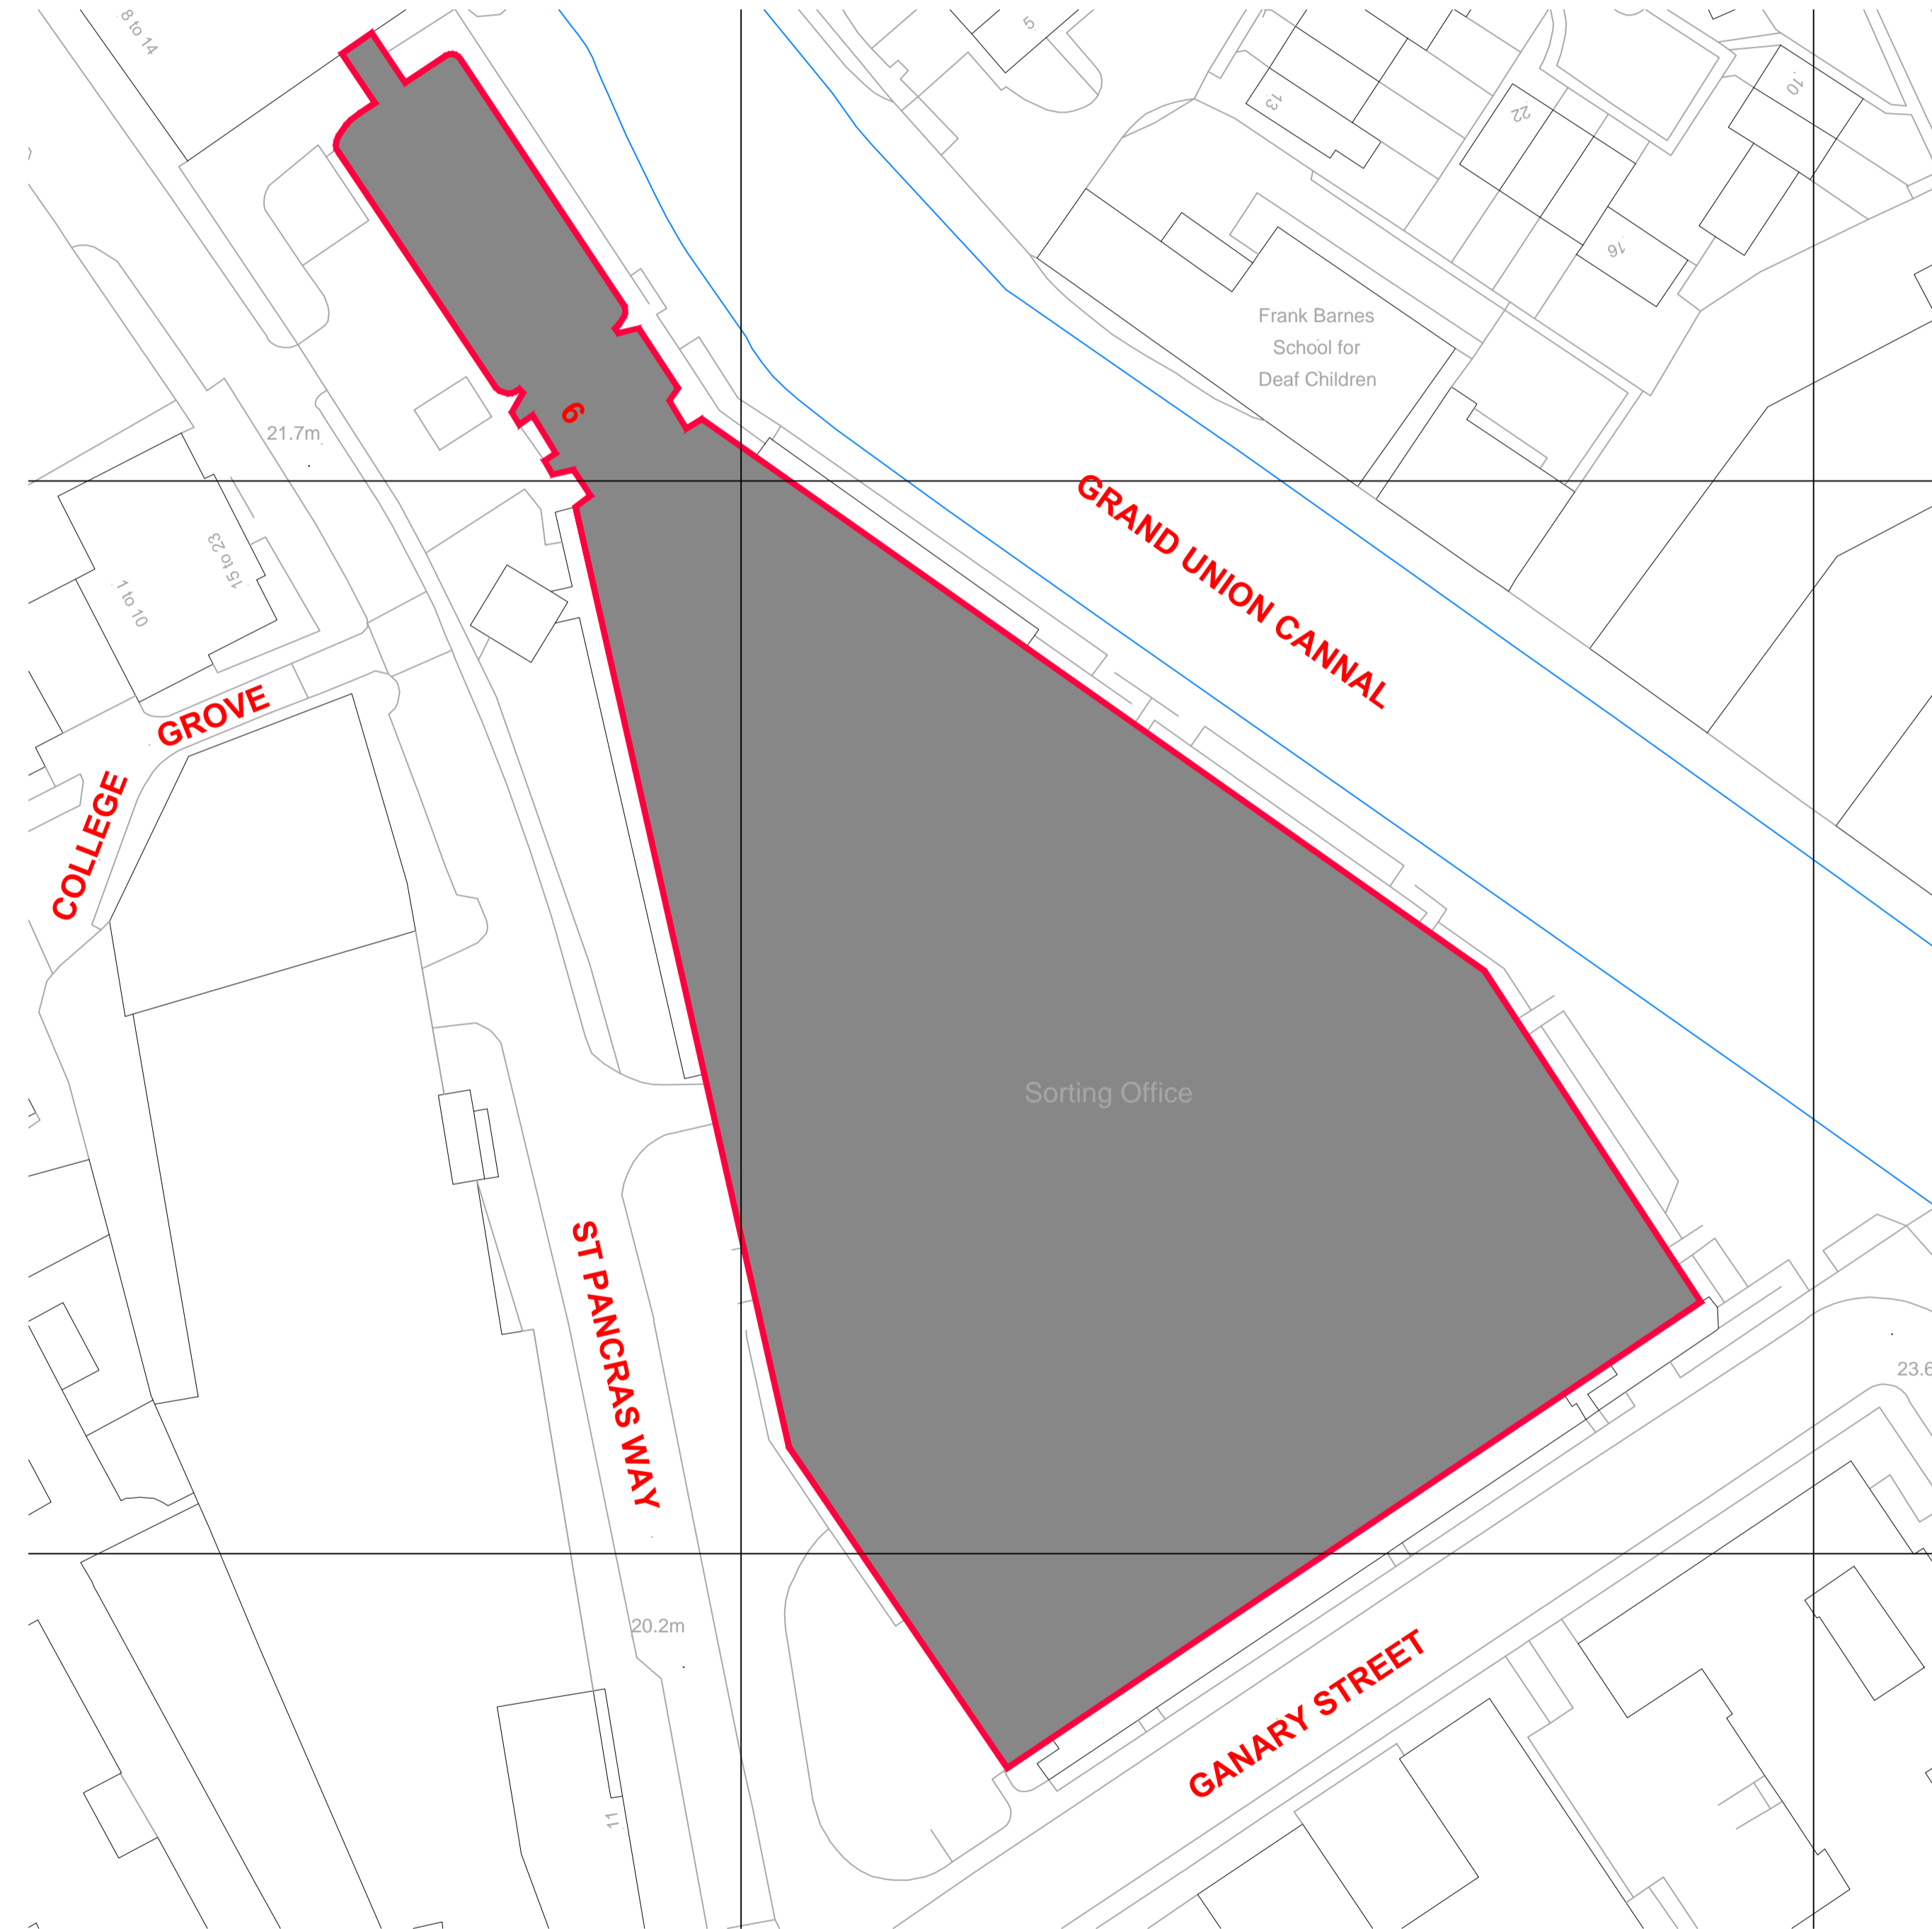 8 to 14
5
13
22
10
16
Frank Barnes
School for
Deaf Children
6
21.7m
GRAND UNION CANNAL
15 to 23
1 to 10
GROVE
COLLEGE
Sorting Office
ST PANCRAS WAY
23.6
20.2m
GANARY STREET
11